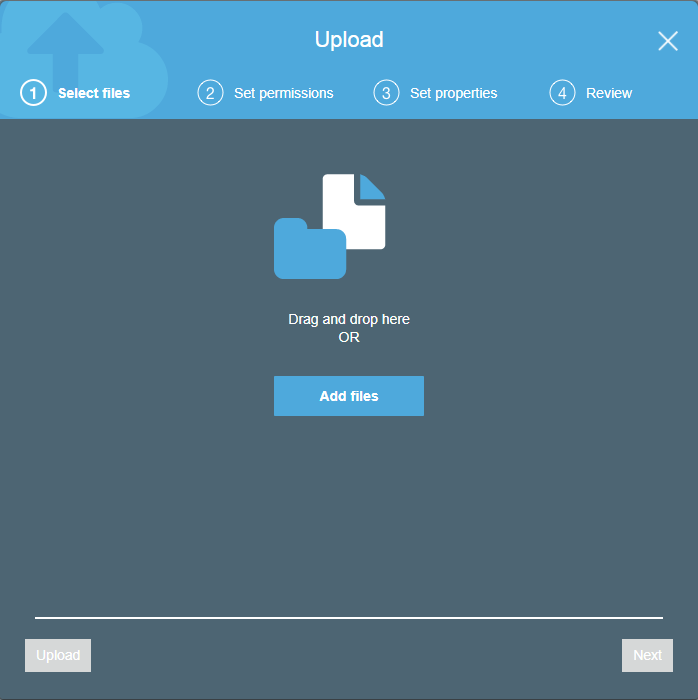 Upload
1 Select files
2 Set permissions
3 Set properties
4 Review
Drag and drop here
OR
Add files
Upload
Next